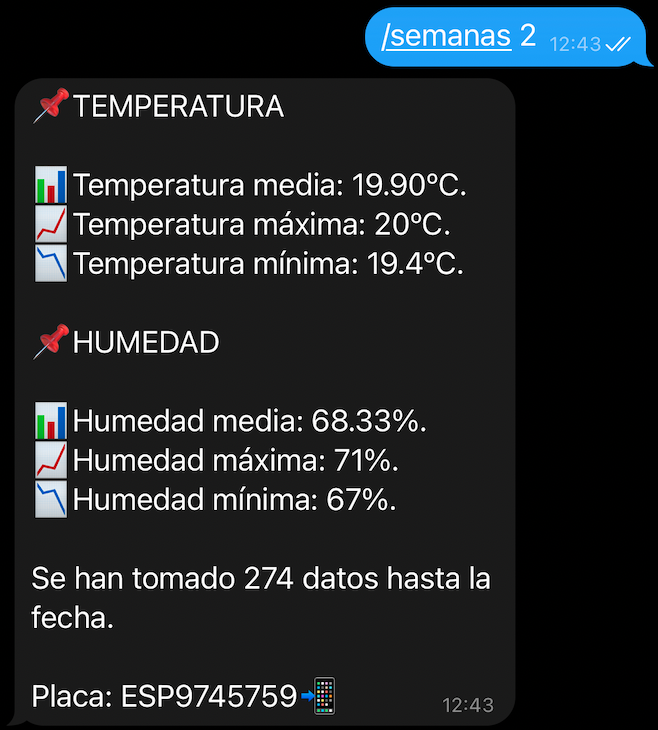 /semanas 2 12:43
TEMPERATURA
Temperatura media: 19.90ºC.
Temperatura máxima: 20ºC.
Temperatura mínima: 19.4ºC.
HUMEDAD
Humedad media: 68.33%.
Humedad máxima: 71%.
Humedad mínima: 67%.
Se han tomado 274 datos hasta la
fecha.
Placa: ESP9745759 12:43